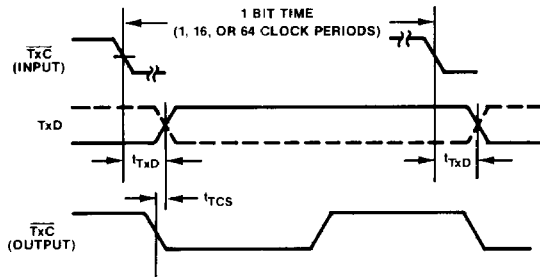 1 BIT TIME
(1, 16, OR 64 CLOCK PERIODS)
TxC
(INPUT)
TxD
tTxD
tTxD
tTCS
TxC
(OUTPUT)